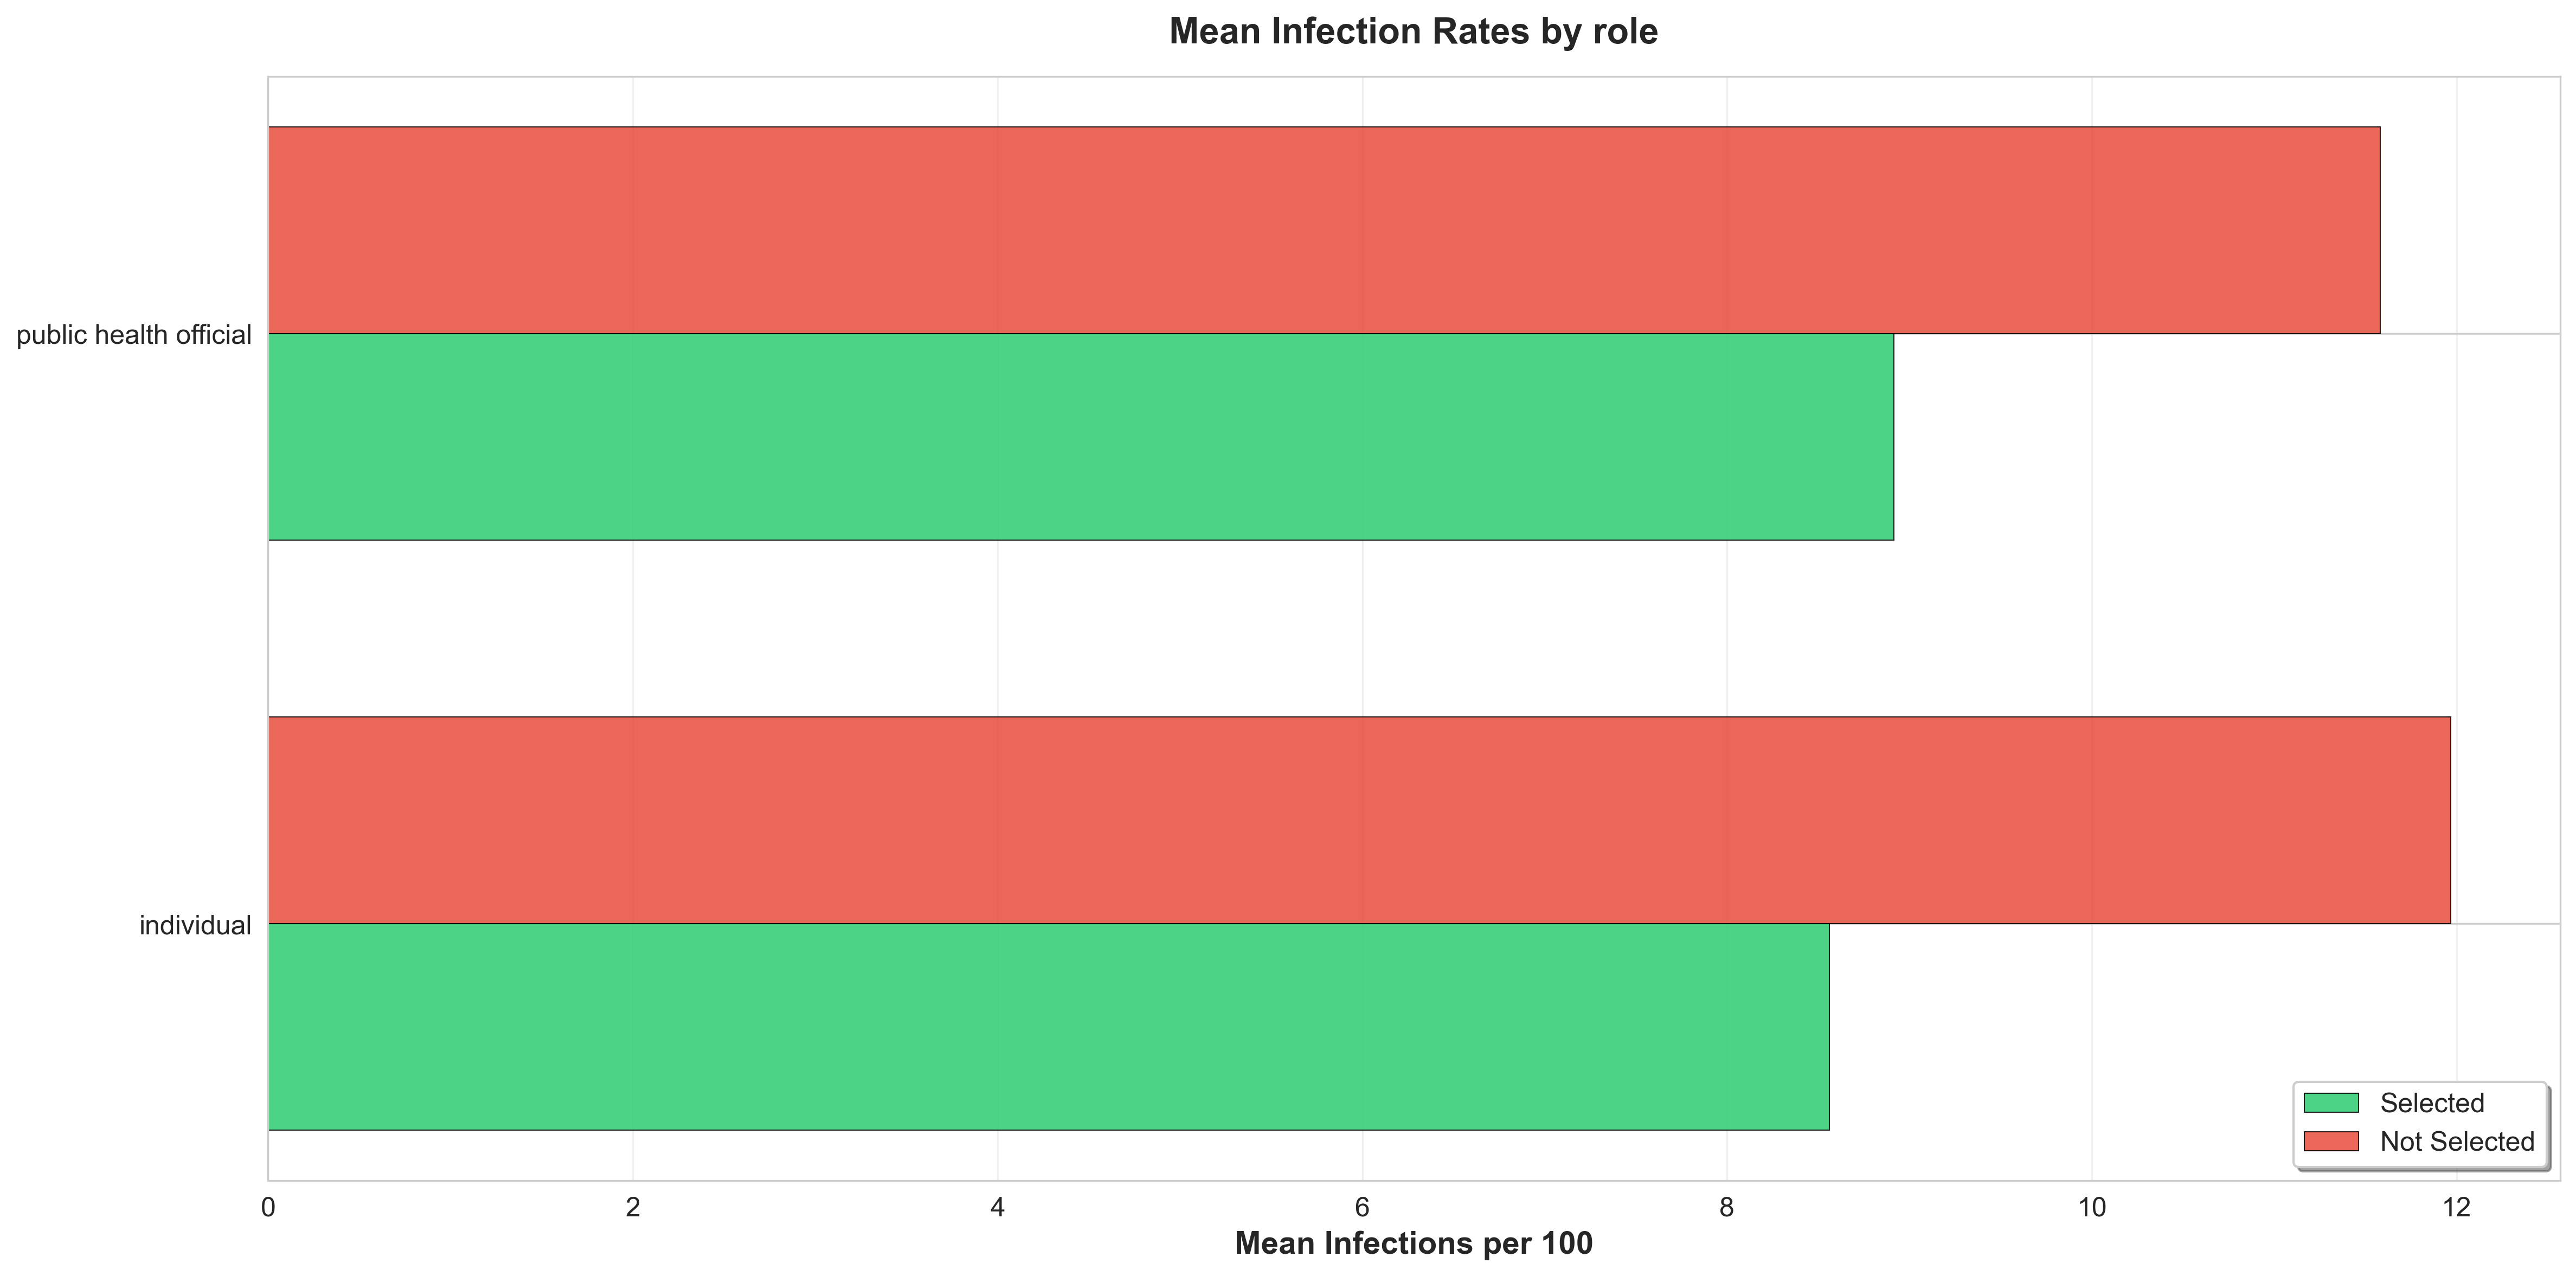 Mean Infection Rates by role
public health official
individual
Selected
Not Selected
0 2 4 6 8 10 12
Mean Infections per 100